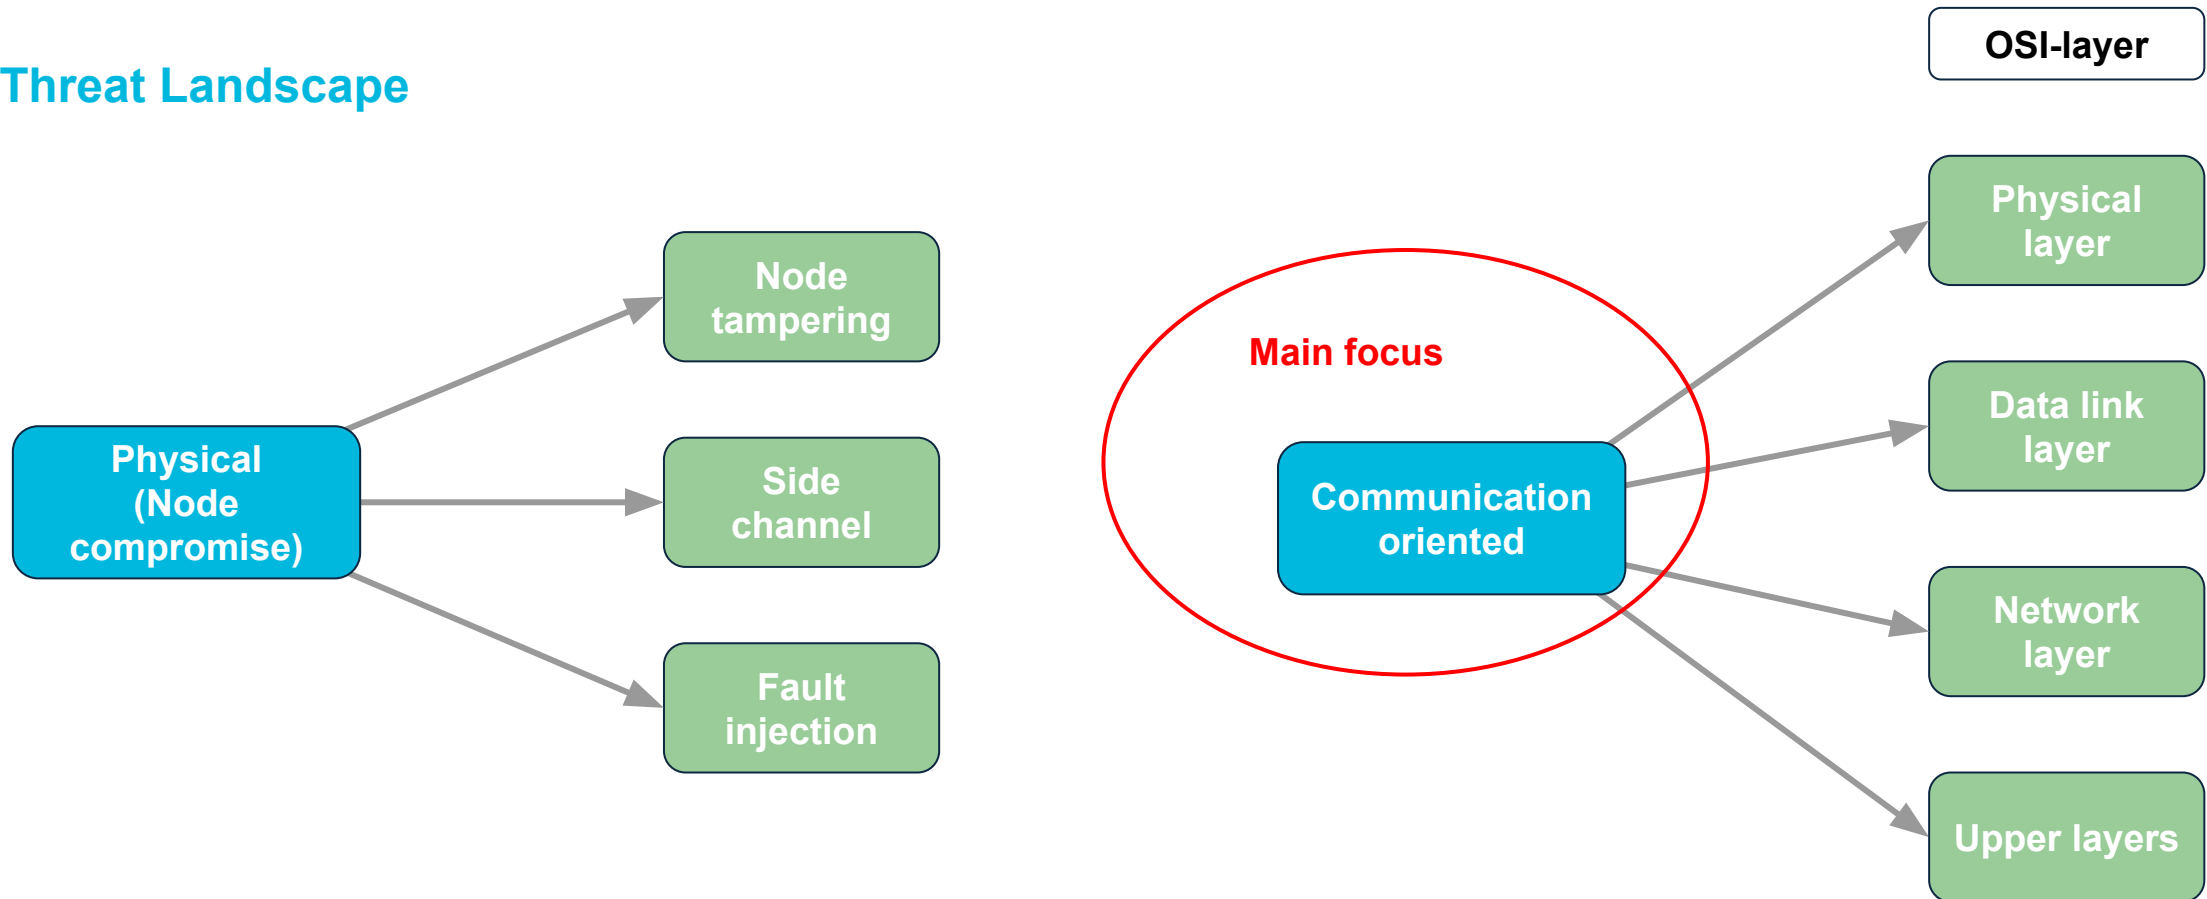 Threat Landscape
Physical
(Node
compromise)
Node
tampering
Side
channel
Fault
injection
Main focus
Communication
oriented
OSI-layer
Physical
layer
Data link
layer
Network
layer
Upper layers